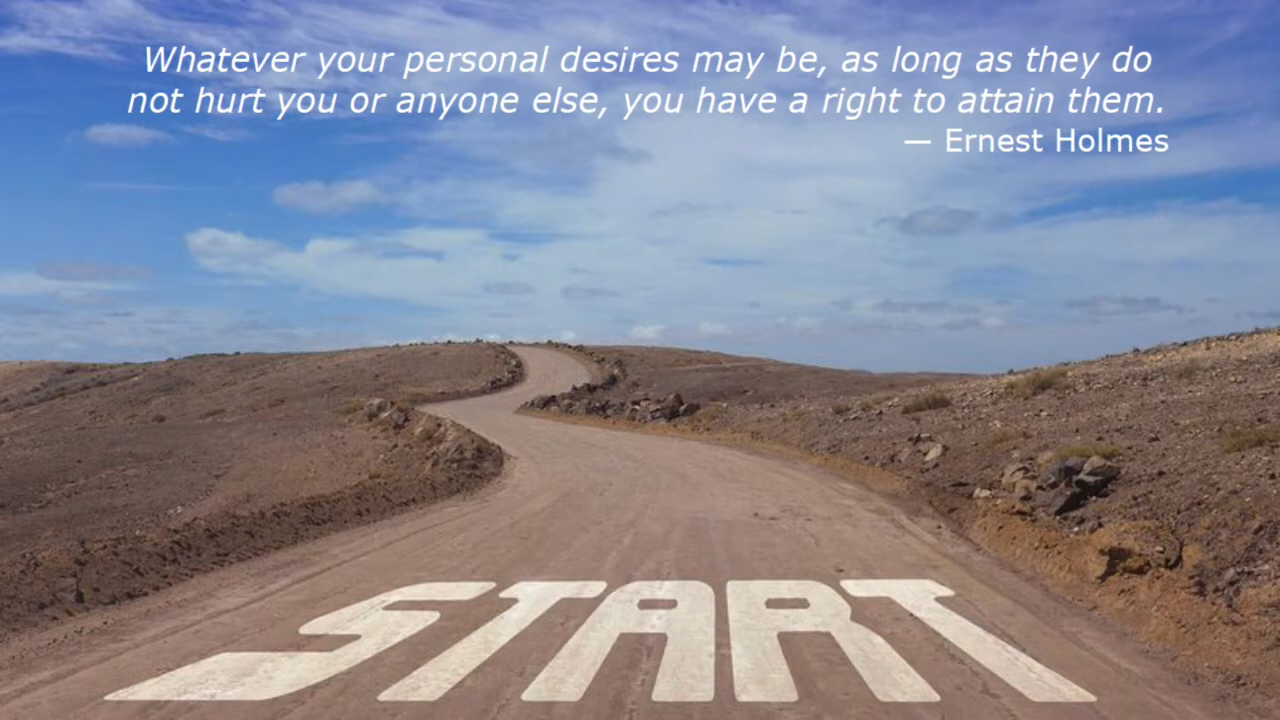 Whatever your personal desires may be, as long as they do
not hurt you or anyone else, you have a right to attain them.
— Ernest Holmes
START